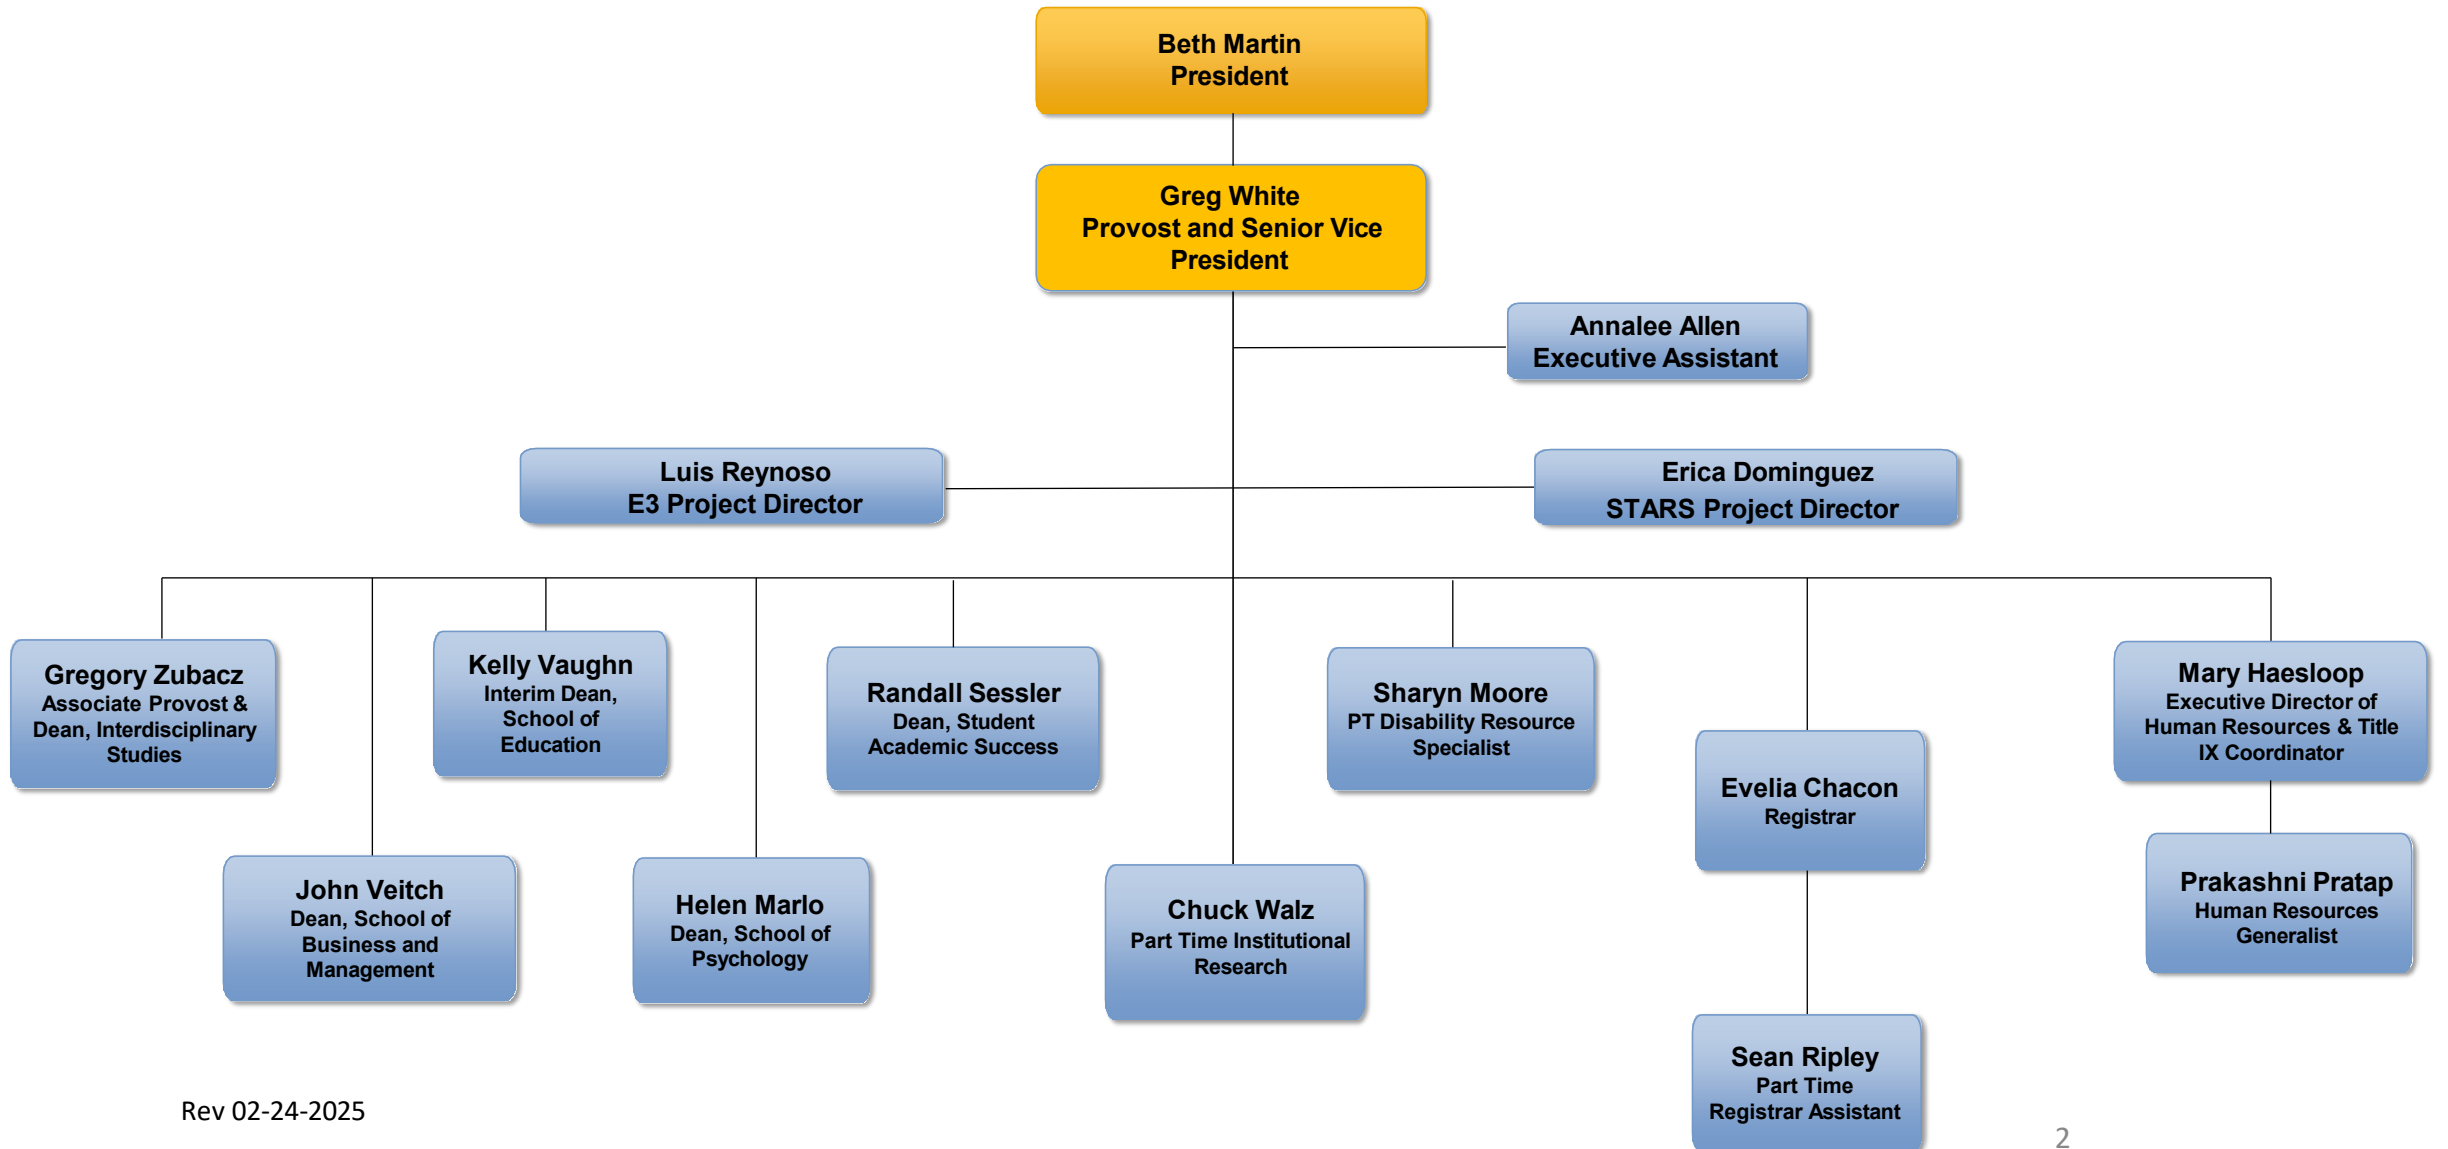 Beth Martin
President
Greg White
Provost and Senior Vice
President
Annalee Allen
Executive Assistant
Luis Reynoso
E3 Project Director
Erica Dominguez
STARS Project Director
Gregory Zubacz
Associate Provost &
Dean, Interdisciplinary
Studies
Kelly Vaughn
Interim Dean,
School of
Education
Randall Sessler
Dean, Student
Academic Success
Sharyn Moore
PT Disability Resource
Specialist
Evelia Chacon
Registrar
Mary Haesloop
Executive Director of
Human Resources & Title
IX Coordinator
John Veitch
Dean, School of
Business and
Management
Helen Marlo
Dean, School of
Psychology
Chuck Walz
Part Time Institutional
Research
Prakashni Pratap
Human Resources
Generalist
Sean Ripley
Part Time
Registrar Assistant
Rev 02-24-2025
2